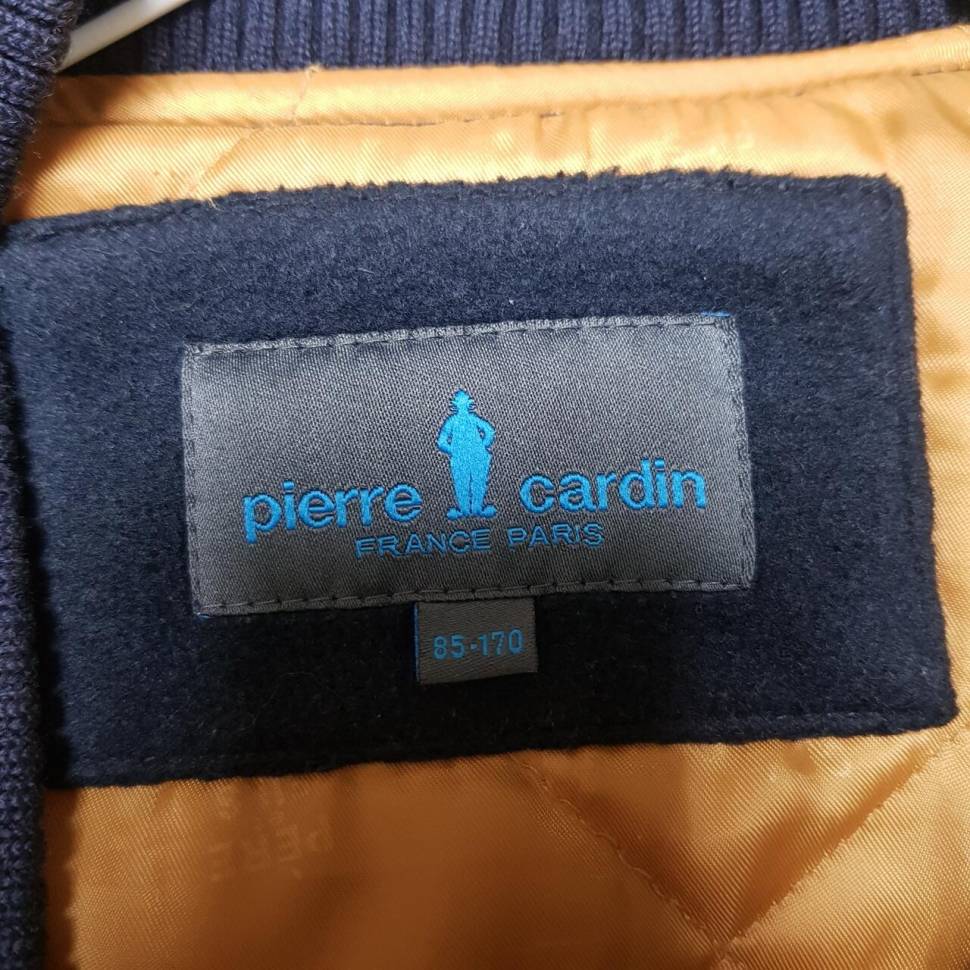 pierre cardin
FRANCE PARIS
85-170